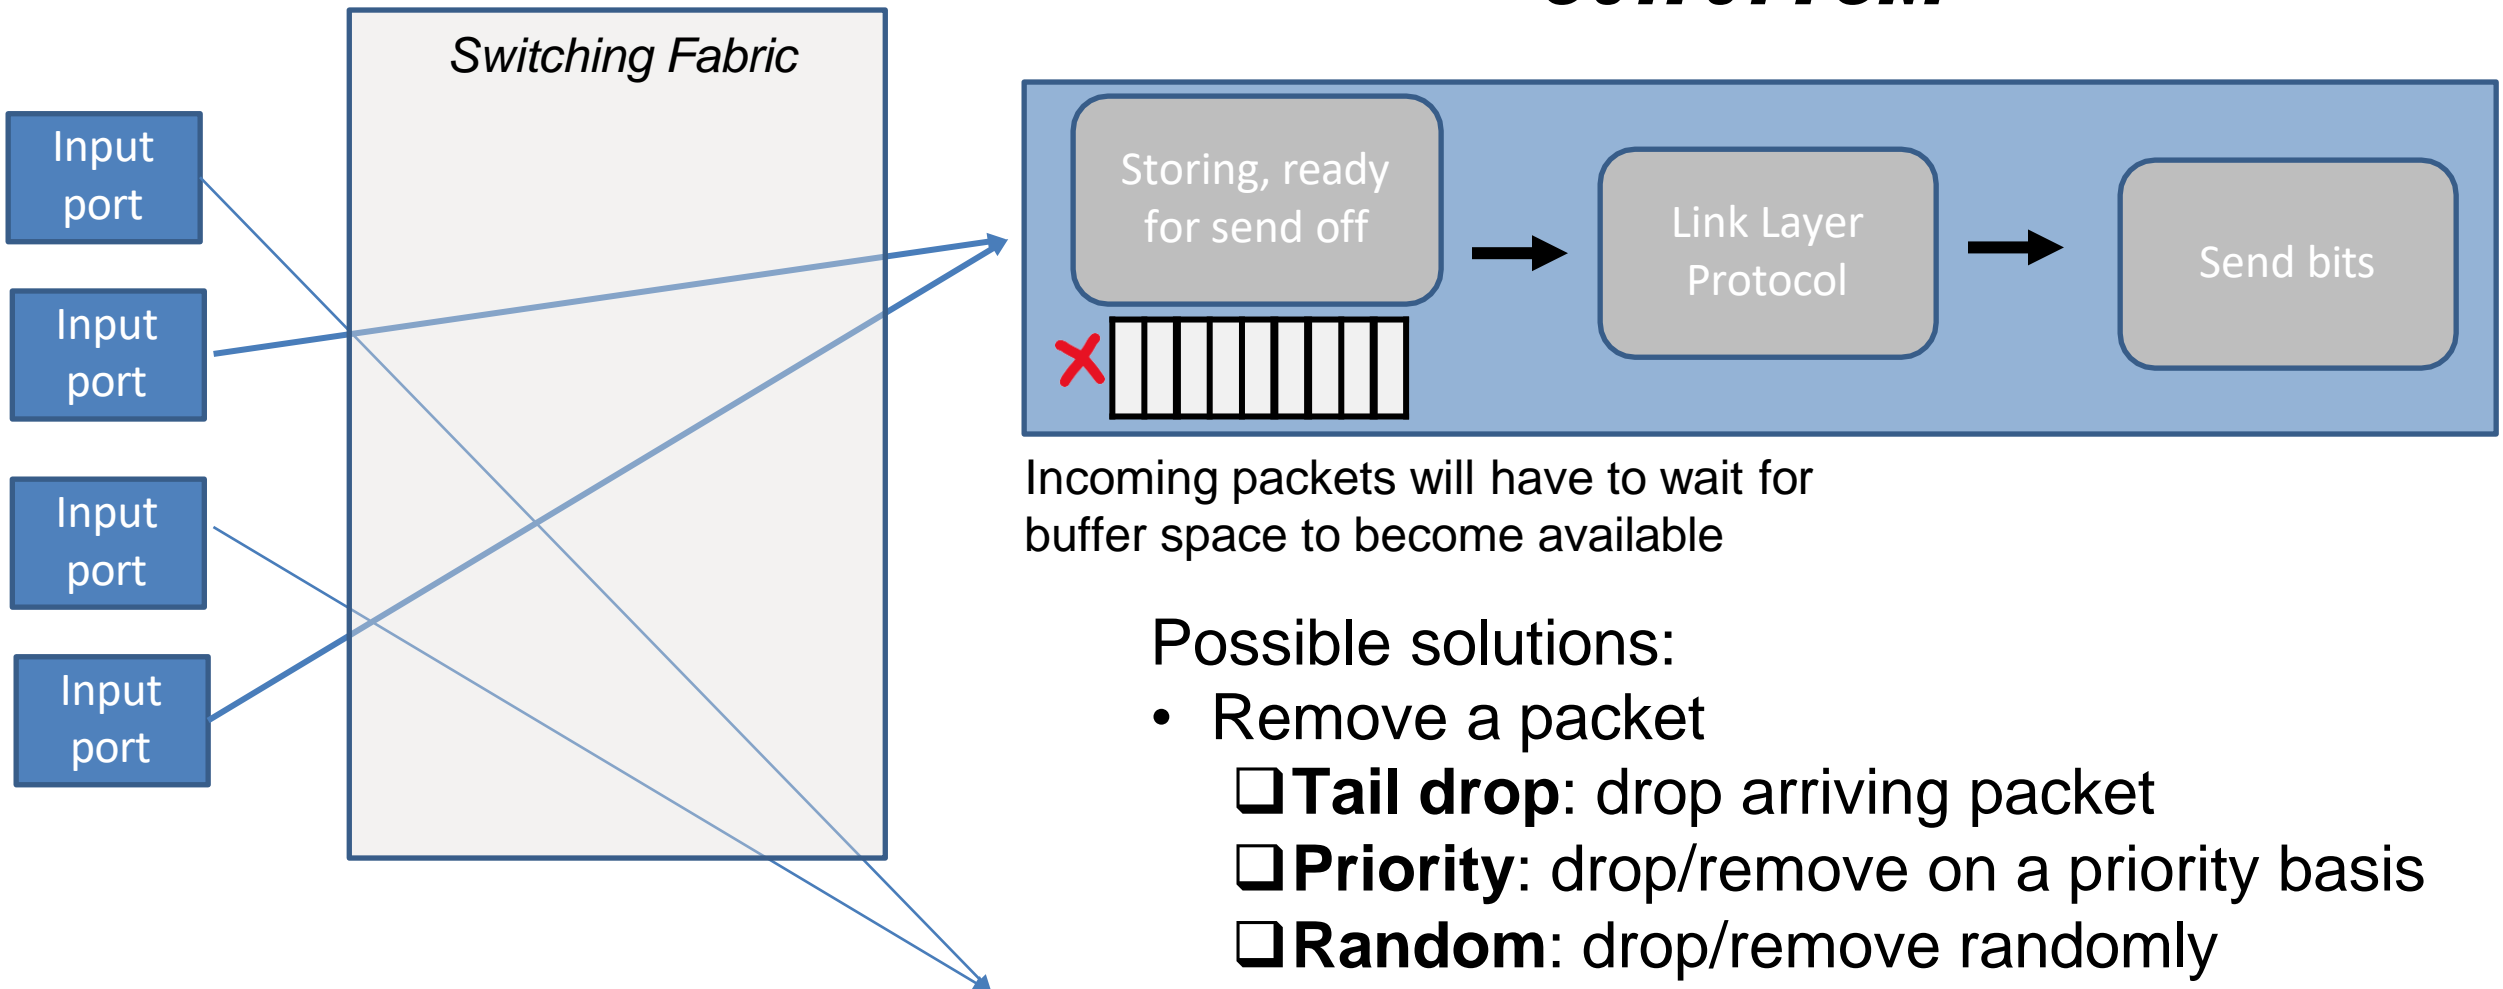 Switching Fabric
Input
port
Input
port
Input
port
Input
port
Storing, ready
for send off
Link Layer
Protocol
Send bits
Incoming packets will have to wait for
buffer space to become available
Possible solutions:
• Remove a packet
❑Tail drop: drop arriving packet
❑Priority: drop/remove on a priority basis
❑Random: drop/remove randomly